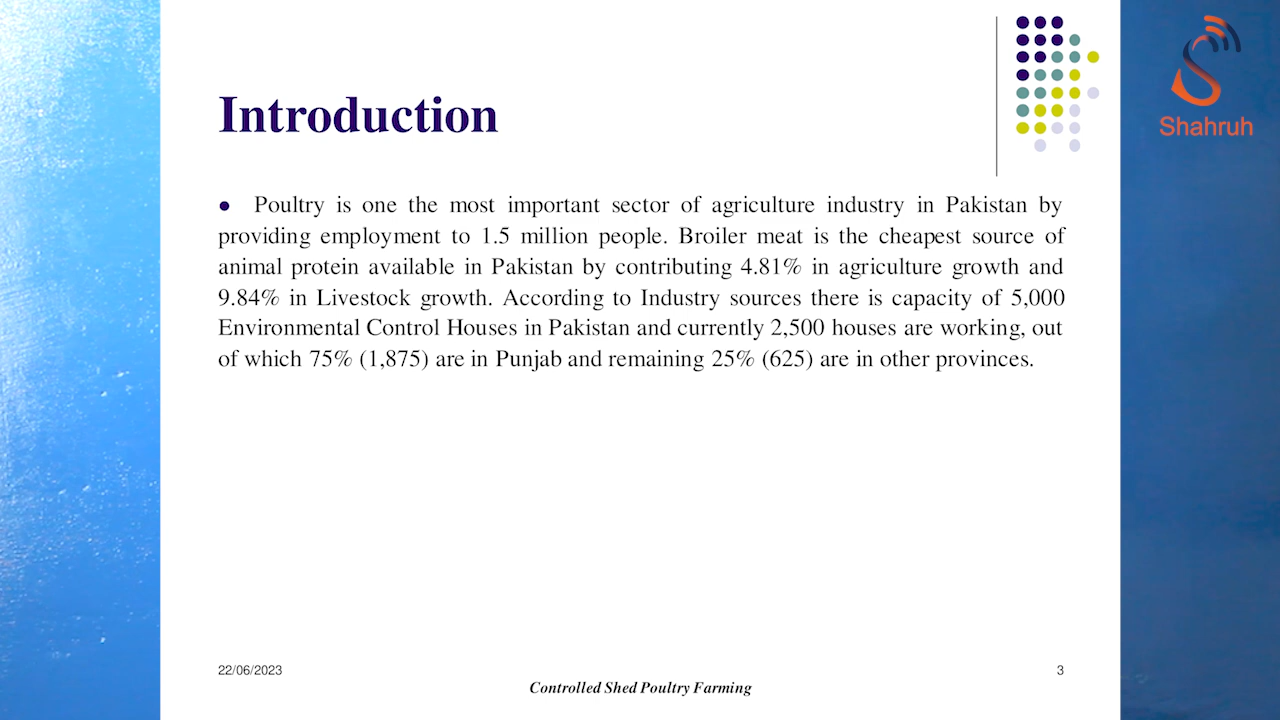 Shahruh
Introduction
● Poultry is one the most important sector of agriculture industry in Pakistan by
providing employment to 1.5 million people. Broiler meat is the cheapest source of
animal protein available in Pakistan by contributing 4.81% in agriculture growth and
9.84% in Livestock growth. According to Industry sources there is capacity of 5,000
Environmental Control Houses in Pakistan and currently 2,500 houses are working, out
of which 75% (1,875) are in Punjab and remaining 25% (625) are in other provinces.
22/06/2023
3
Controlled Shed Poultry Farming